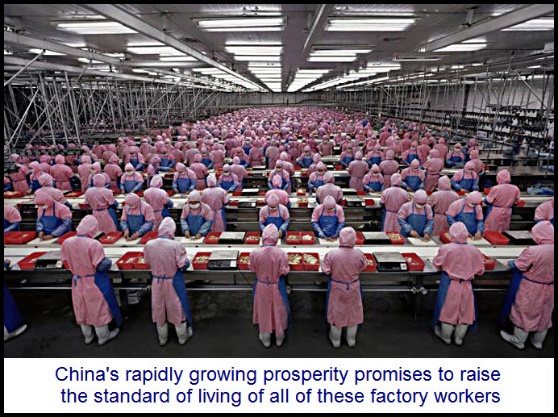 China's rapidly growing prosperity promises to raise
the standard of living of all of these factory workers